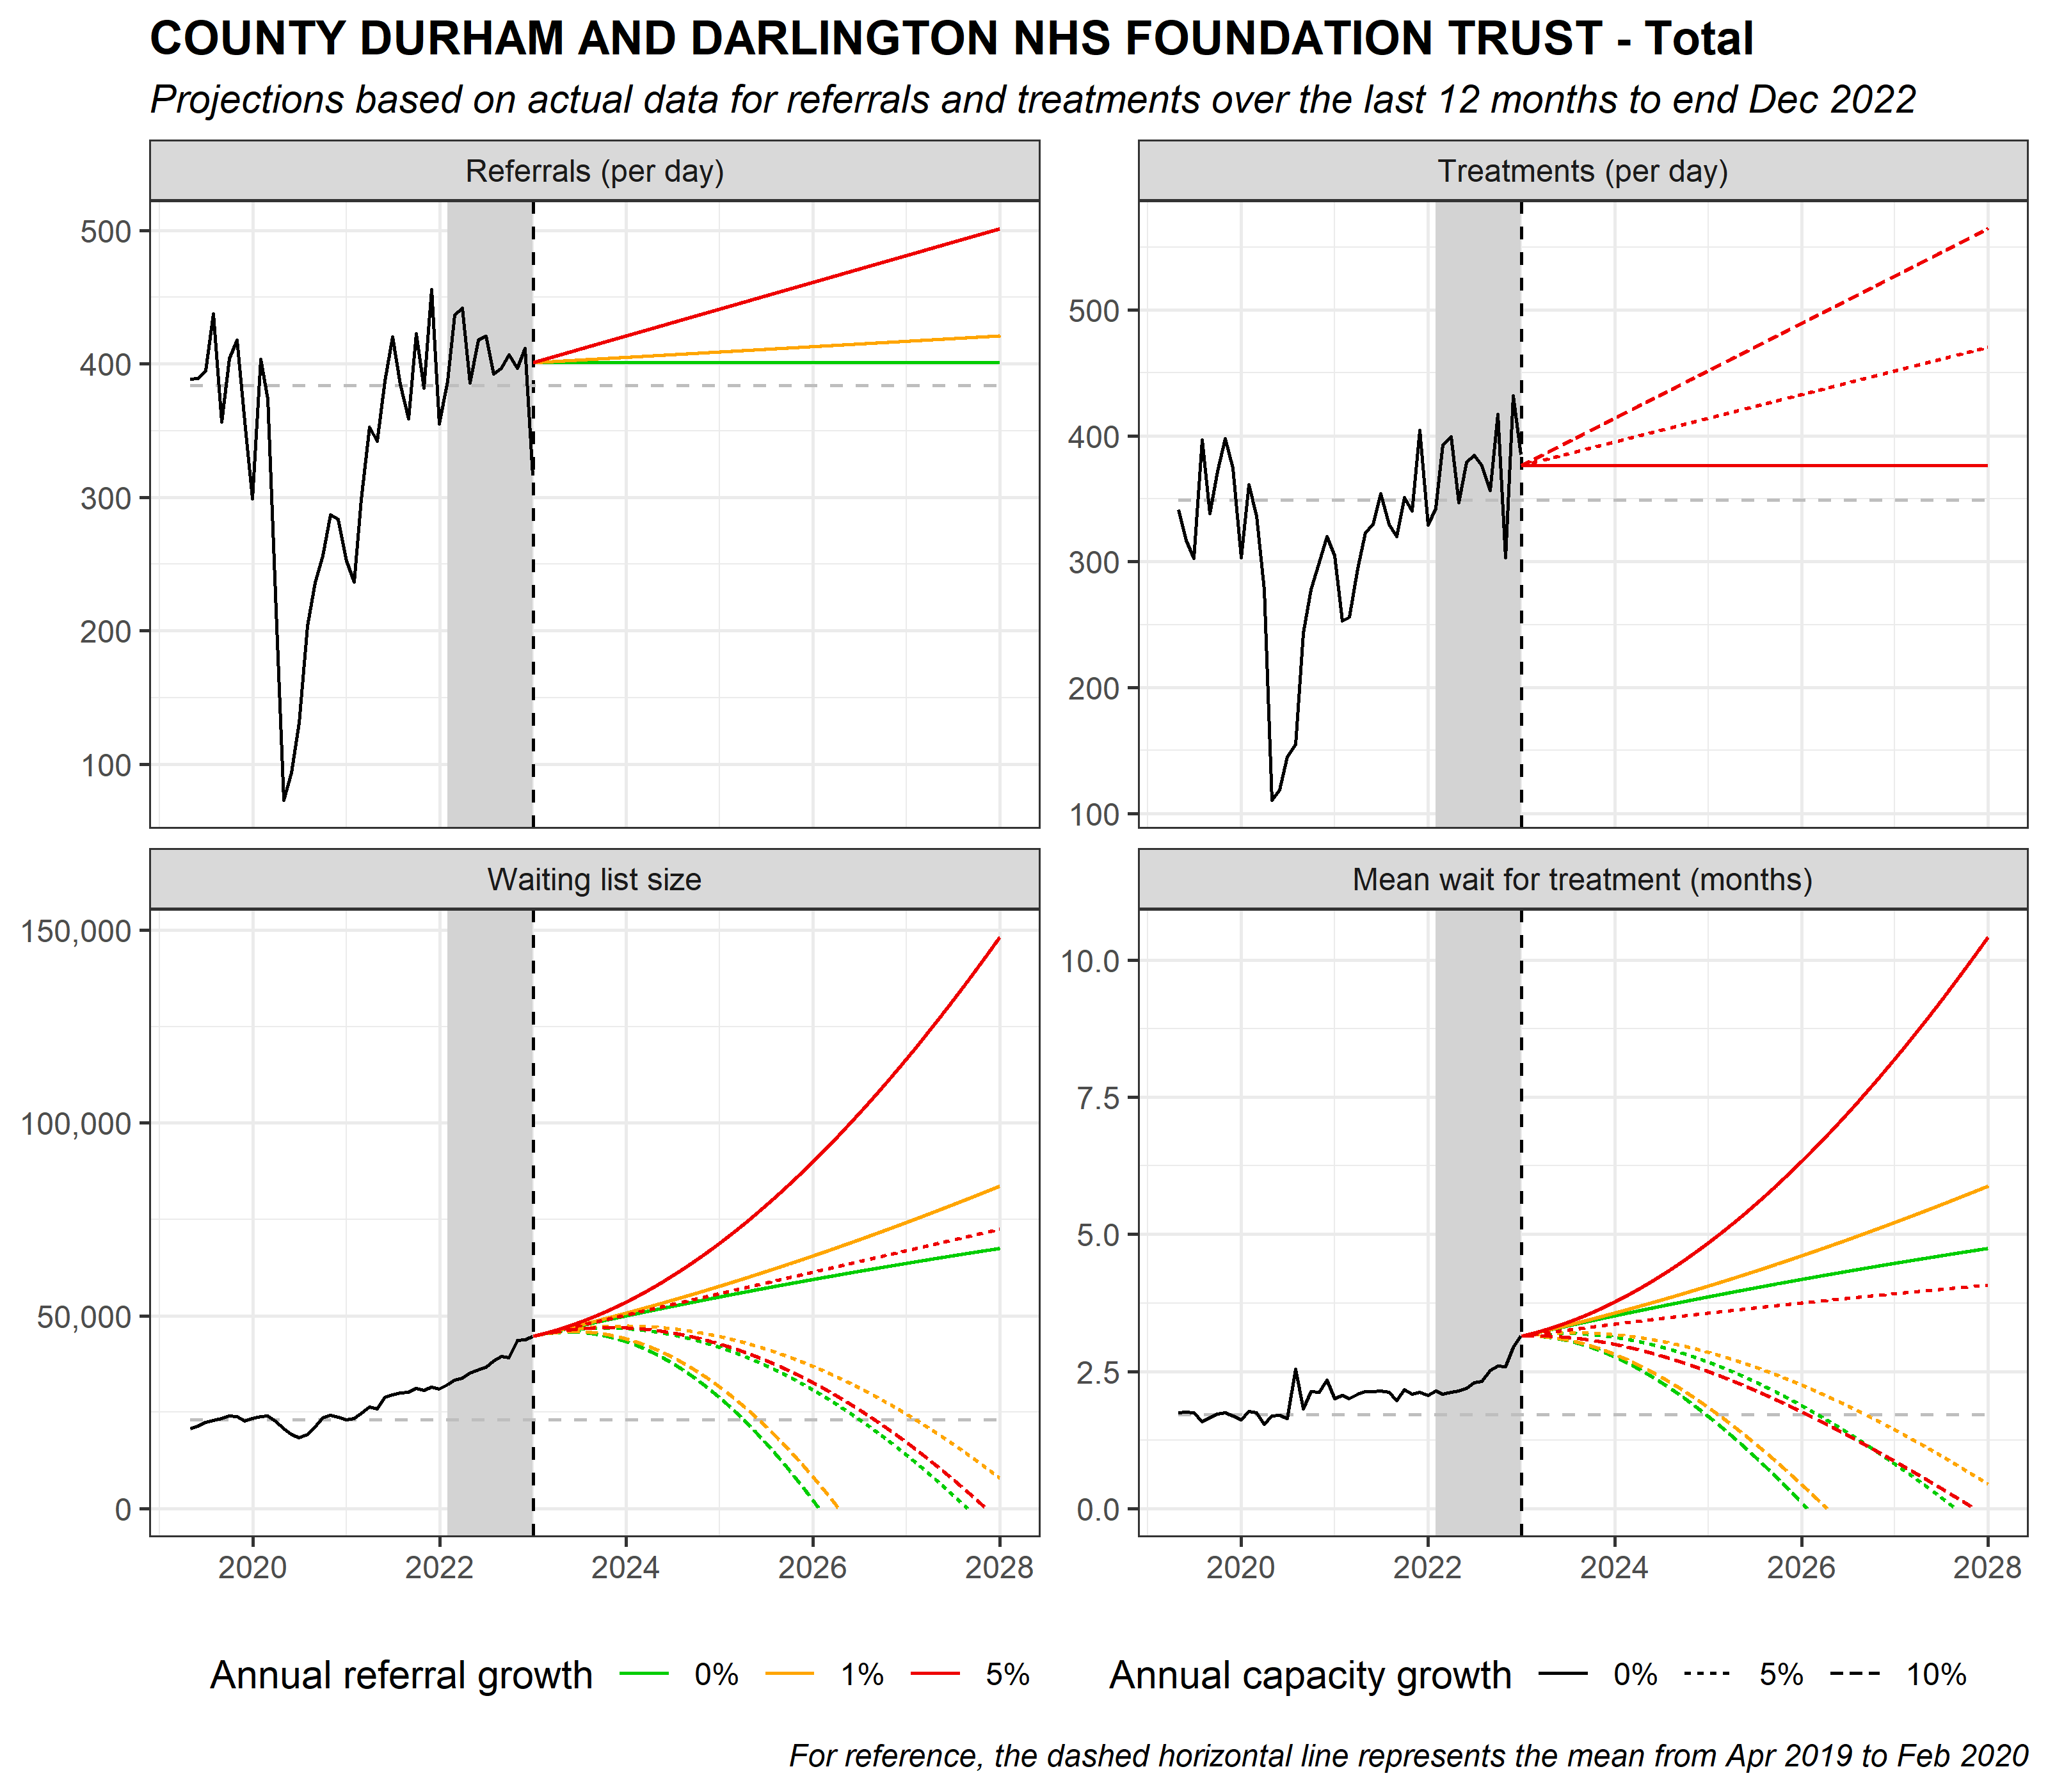 COUNTY DURHAM AND DARLINGTON NHS FOUNDATION TRUST - Total
Projections based on actual data for referrals and treatments over the last 12 months to end Dec 2022
Referrals (per day)
500
400
300
200
100
Treatments (per day)
500
400
300
200
100
Waiting list size
150,000
100,000
50,000
0
2020 2022 2024 2026 2028
Mean wait for treatment (months)
10.0
7.5
5.0
2.5
0.0
2020 2022 2024 2026 2028
Annual referral growth 0% 1% 5%
Annual capacity growth 0% 5% 10%
For reference, the dashed horizontal line represents the mean from Apr 2019 to Feb 2020